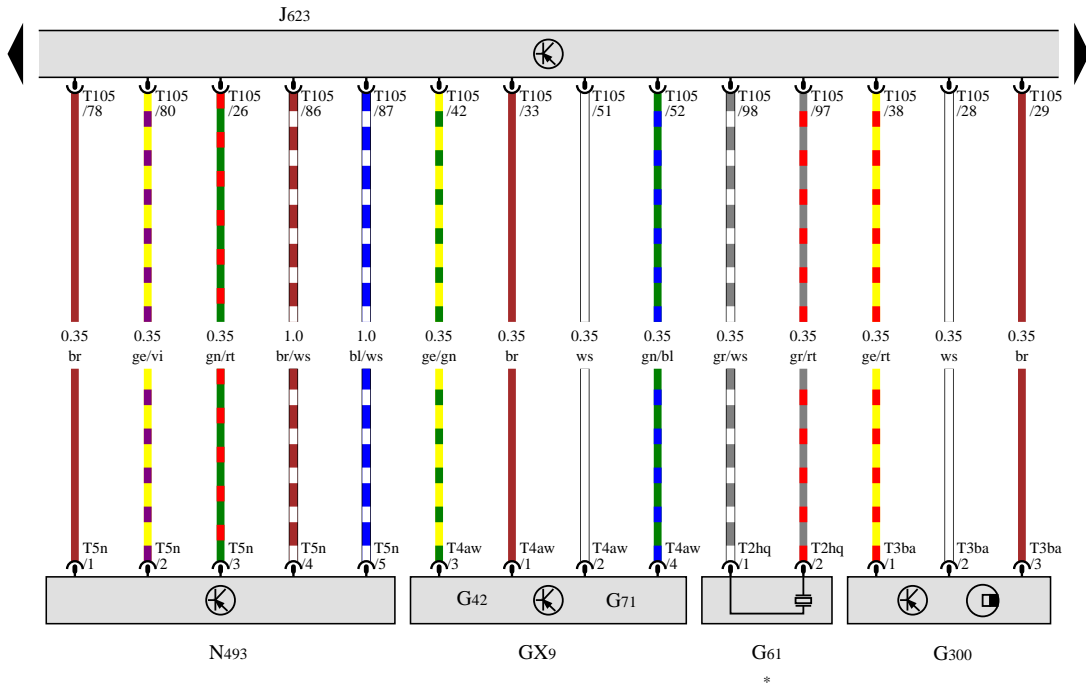 J623
T105 T105 T105 T105 T105 T105 T105 T105 T105 T105 T105 T105 T105 T105
/78 /80 /26 /86 /87 /42 /33 /51 /52 /98 /97 /38 /28 /29
0.35 0.35 0.35 1.0 1.0 0.35 0.35 0.35 0.35 0.35 0.35 0.35 0.35 0.35
br ge/vi gn/rt br/ws bl/ws ge/gn br ws gn/bl gr/ws gr/rt ge/rt ws br
T5n T5n T5n T5n T5n T4aw T4aw T4aw T4aw T2hq T2hq T3ba T3ba T3ba
/1 /2 /3 /4 /5 /3 /1 /2 /4 /1 /2 /1 /2 /3
G42 G71
N493 GX9 G61 G300
*